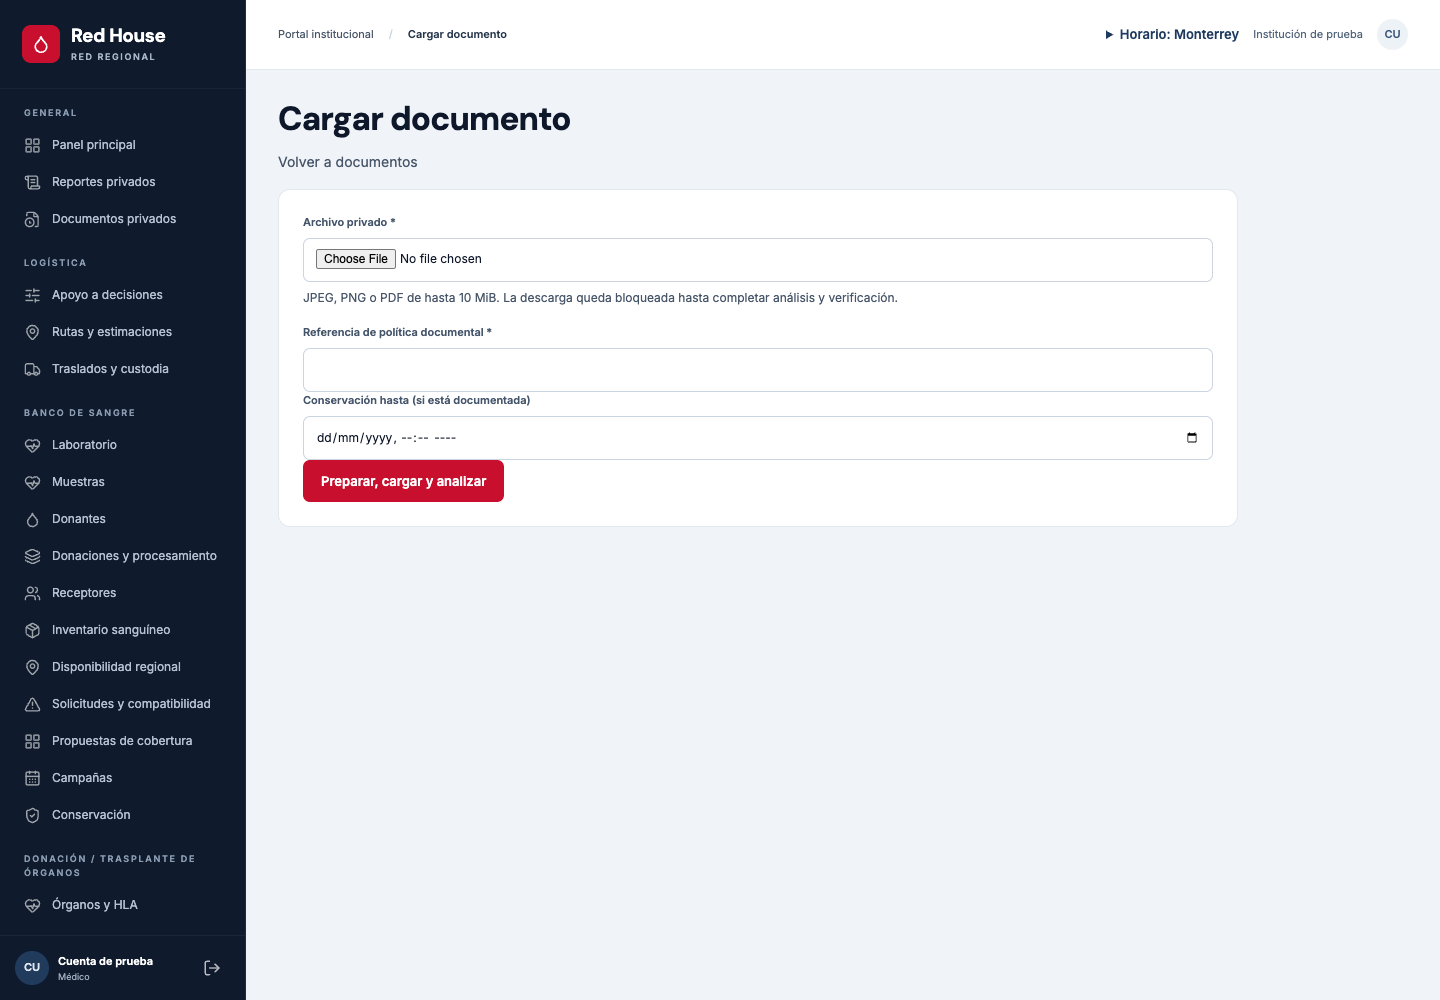 Red House
RED REGIONAL
GENERAL
Panel principal
Reportes privados
Documentos privados
LOGÍSTICA
Apoyo a decisiones
Rutas y estimaciones
Traslados y custodia
BANCO DE SANGRE
Laboratorio
Muestras
Donantes
Donaciones y procesamiento
Receptores
Inventario sanguíneo
Disponibilidad regional
Solicitudes y compatibilidad
Propuestas de cobertura
Campañas
Conservación
DONACIÓN / TRASPLANTE DE
ÓRGANOS
Órganos y HLA
CU
Cuenta de prueba
Médico
Portal institucional / Cargar documento
Horario: Monterrey
Institución de prueba
CU
Cargar documento
Volver a documentos
Archivo privado *
Choose File No file chosen
JPEG, PNG o PDF de hasta 10 MiB. La descarga queda bloqueada hasta completar análisis y verificación.
Referencia de política documental *
Conservación hasta (si está documentada)
dd/mm/yyyy, --:-- ----
Preparar, cargar y analizar